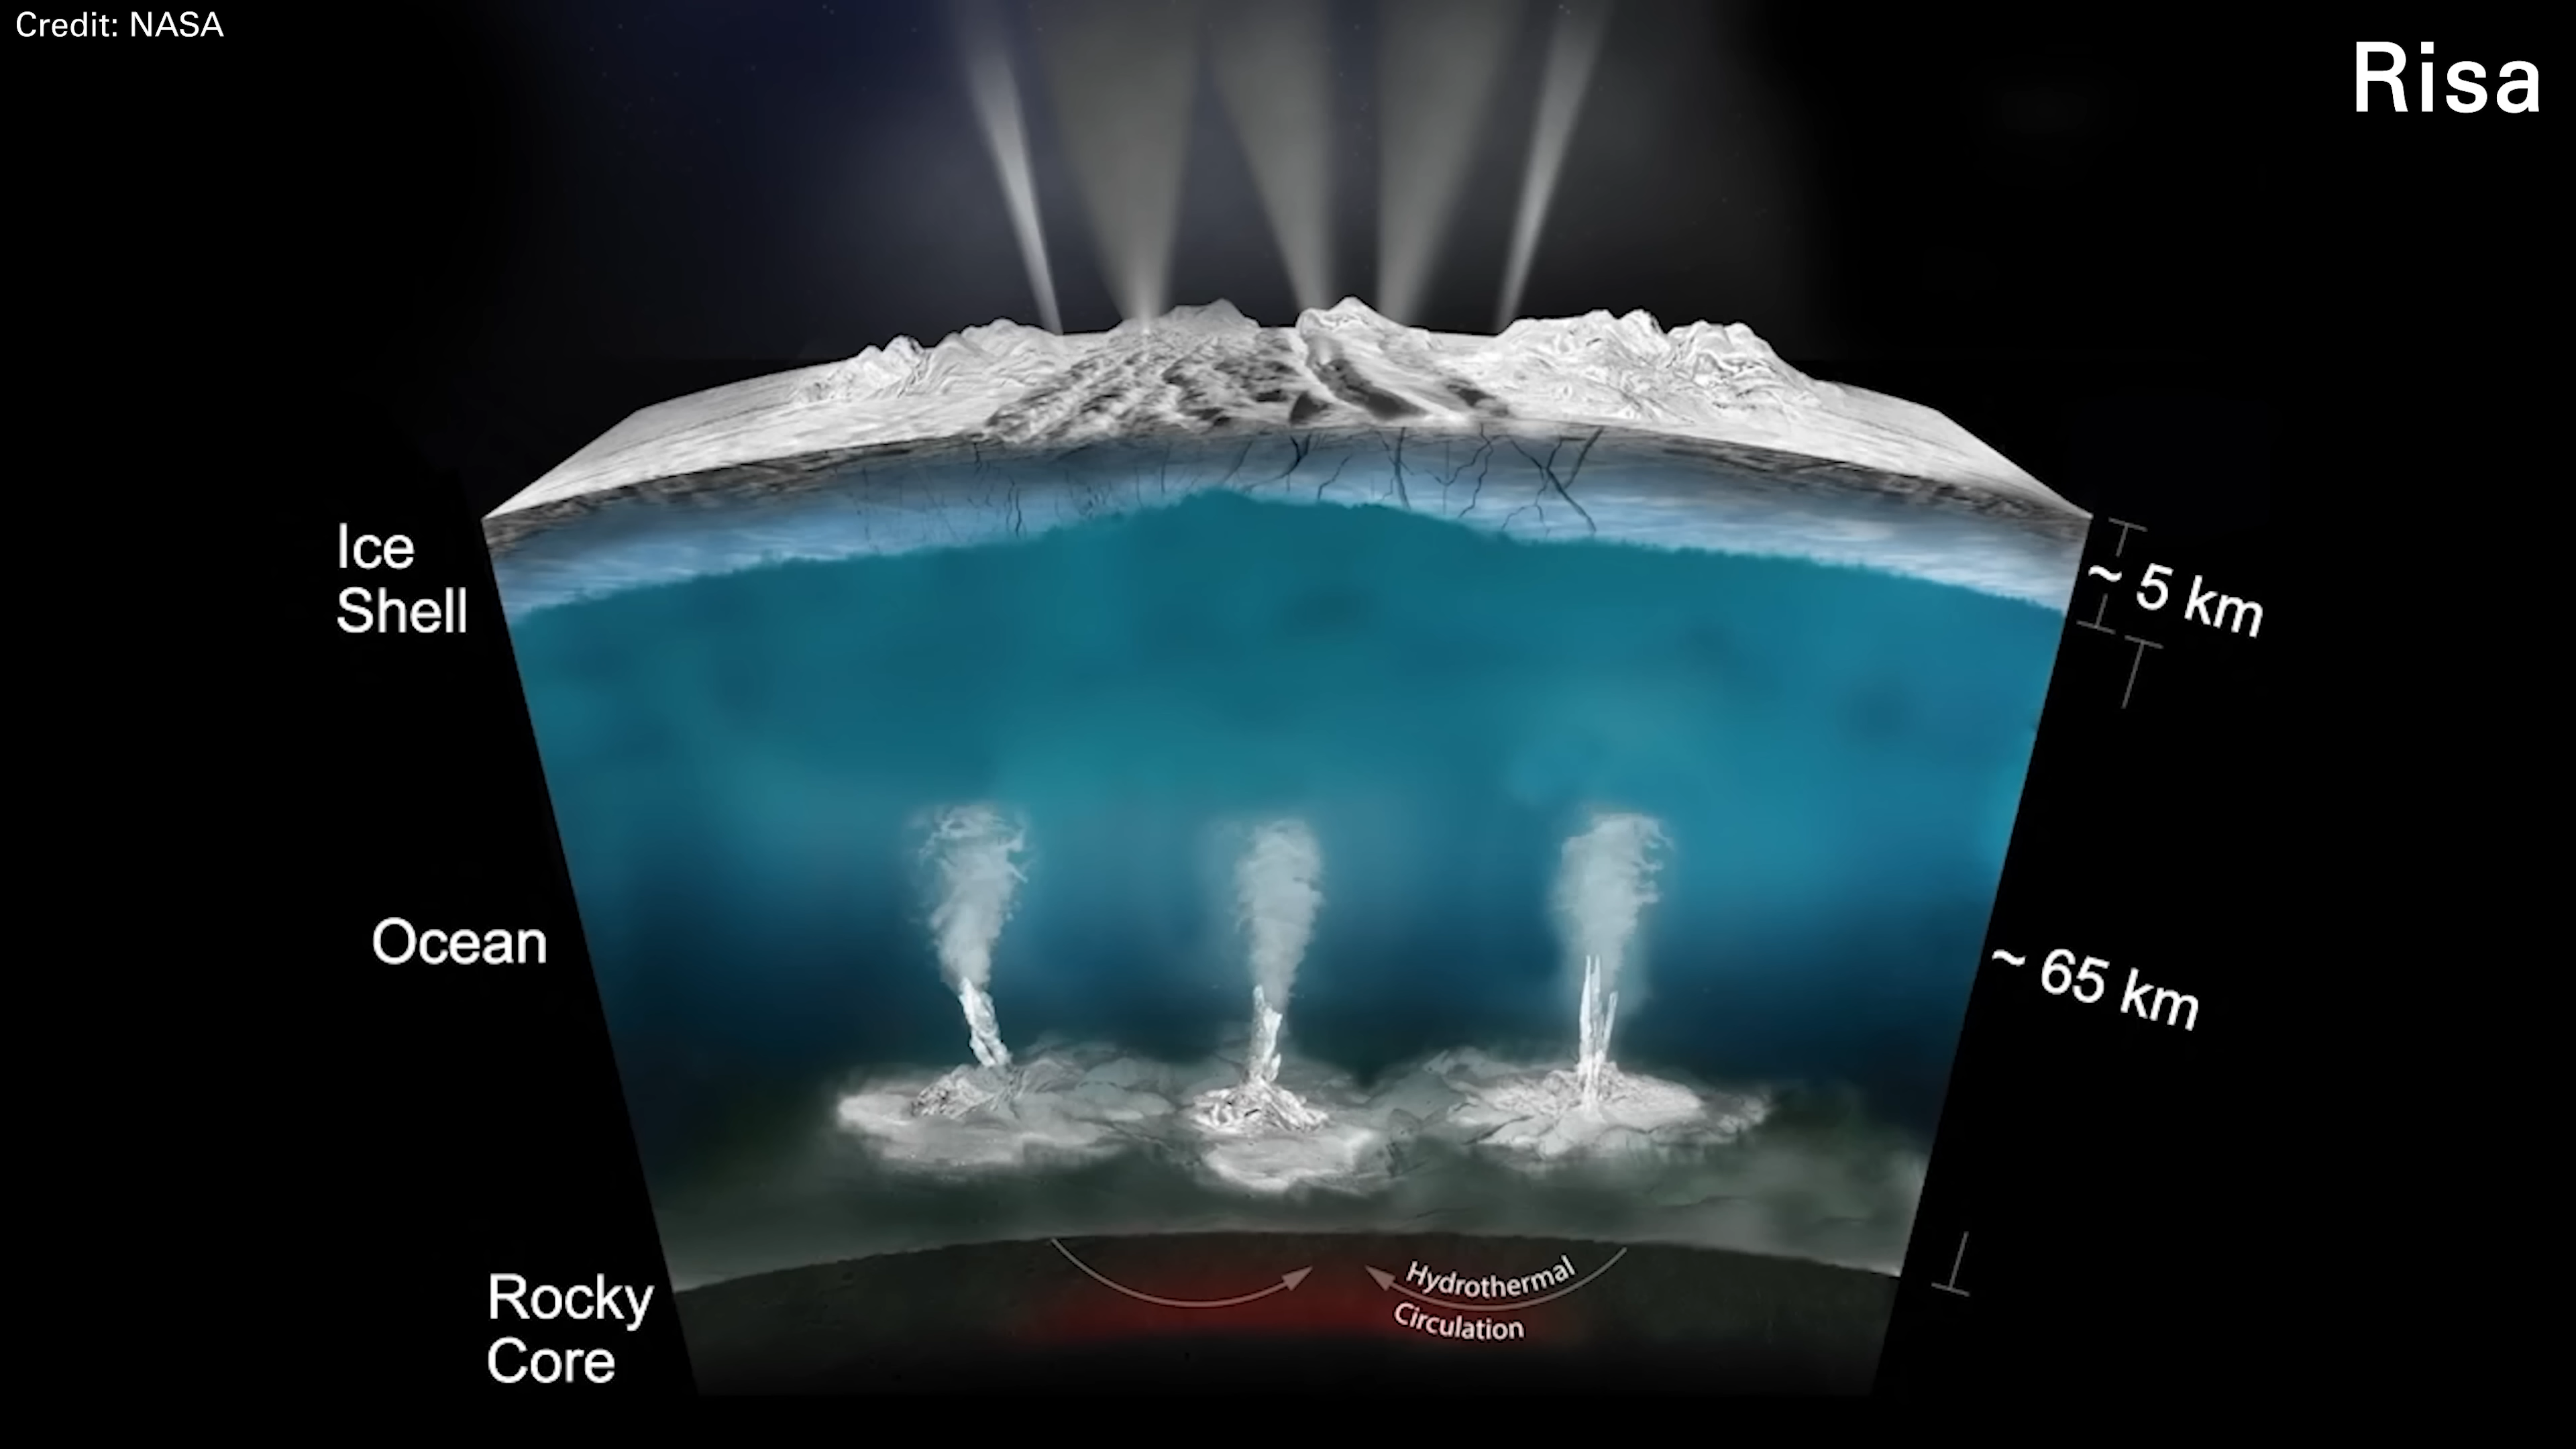 Credit: NASA
Risa
Ice
Shell
~ 5 km
Ocean
~ 65 km
Rocky
Core
Hydrothermal
Circulation